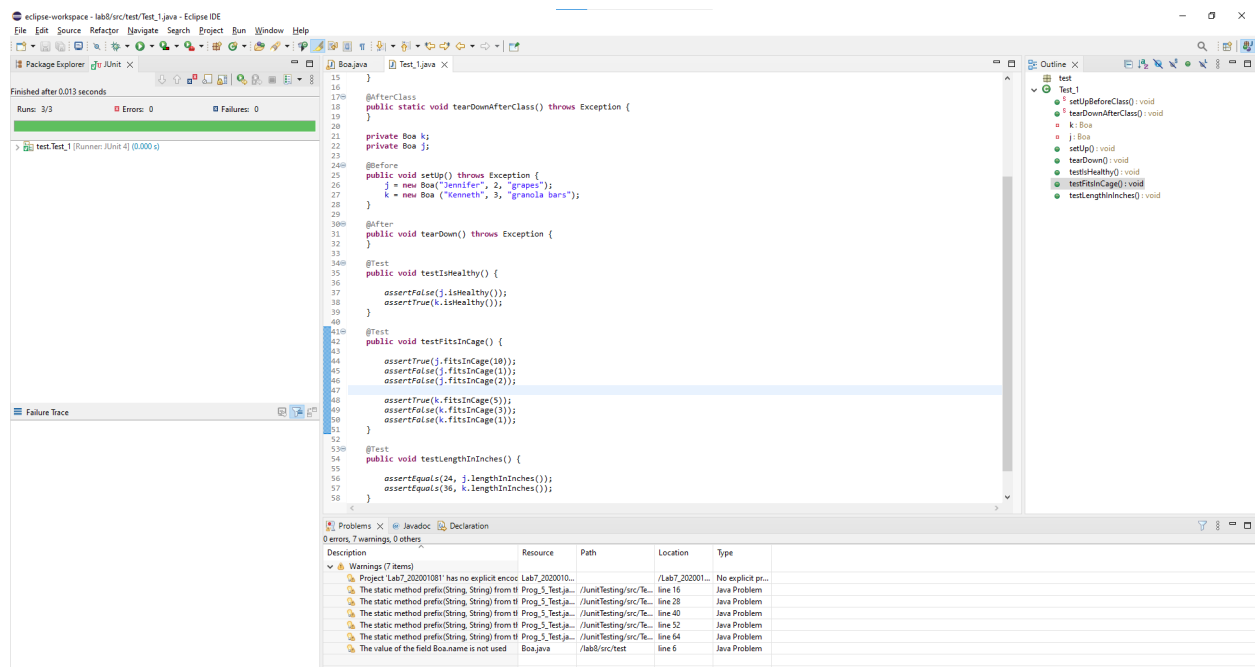 eclipse-workspace - lab8/src/test/Test_1.java - Eclipse IDE
File Edit Source Refactor Navigate Search Project Run Window Help
Package Explorer JUnit
Finished after 0.013 seconds
Runs: 3/3 Errors: 0 Failures: 0
test.Test_1 [Runner: JUnit 4] (0.000 s)
Failure Trace
Boa.java Test_1.java
15 }
16
17 @AfterClass
18 public static void tearDownAfterClass() throws Exception {
19 }
20
21 private Boa k;
22 private Boa j;
23
24 @Before
25 public void setUp() throws Exception {
26 j = new Boa("Jennifer", 2, "grapes");
27 k = new Boa ("Kenneth", 3, "granola bars");
28 }
29
30 @After
31 public void tearDown() throws Exception {
32 }
33
34 @Test
35 public void testIsHealthy() {
36
37 assertFalse(j.isHealthy());
38 assertTrue(k.isHealthy());
39 }
40
41 @Test
42 public void testFitsInCage() {
43
44 assertTrue(j.fitsInCage(10));
45 assertFalse(j.fitsInCage(1));
46 assertFalse(j.fitsInCage(2));
47
48 assertTrue(k.fitsInCage(5));
49 assertFalse(k.fitsInCage(3));
50 assertFalse(k.fitsInCage(1));
51 }
52
53 @Test
54 public void testLengthInInches() {
55
56 assertEquals(24, j.lengthInInches());
57 assertEquals(36, k.lengthInInches());
58 }
Outline
test
Test_1
setUpBeforeClass() : void
tearDownAfterClass() : void
k : Boa
j : Boa
setUp() : void
tearDown() : void
testIsHealthy() : void
testFitsInCage() : void
testLengthInInches() : void
Problems Javadoc Declaration
0 errors, 7 warnings, 0 others
Description Resource Path Location Type
Warnings (7 items)
Project 'Lab7_202001081' has no explicit encoc Lab7_2020010... /Lab7_202001... No explicit pr...
The static method prefix(String, String) from tl Prog_5_Test.ja... /JunitTesting/src/Te... line 16 Java Problem
The static method prefix(String, String) from tl Prog_5_Test.ja... /JunitTesting/src/Te... line 28 Java Problem
The static method prefix(String, String) from tl Prog_5_Test.ja... /JunitTesting/src/Te... line 40 Java Problem
The static method prefix(String, String) from tl Prog_5_Test.ja... /JunitTesting/src/Te... line 52 Java Problem
The static method prefix(String, String) from tl Prog_5_Test.ja... /JunitTesting/src/Te... line 64 Java Problem
The value of the field Boa.name is not used Boa.java /lab8/src/test line 6 Java Problem